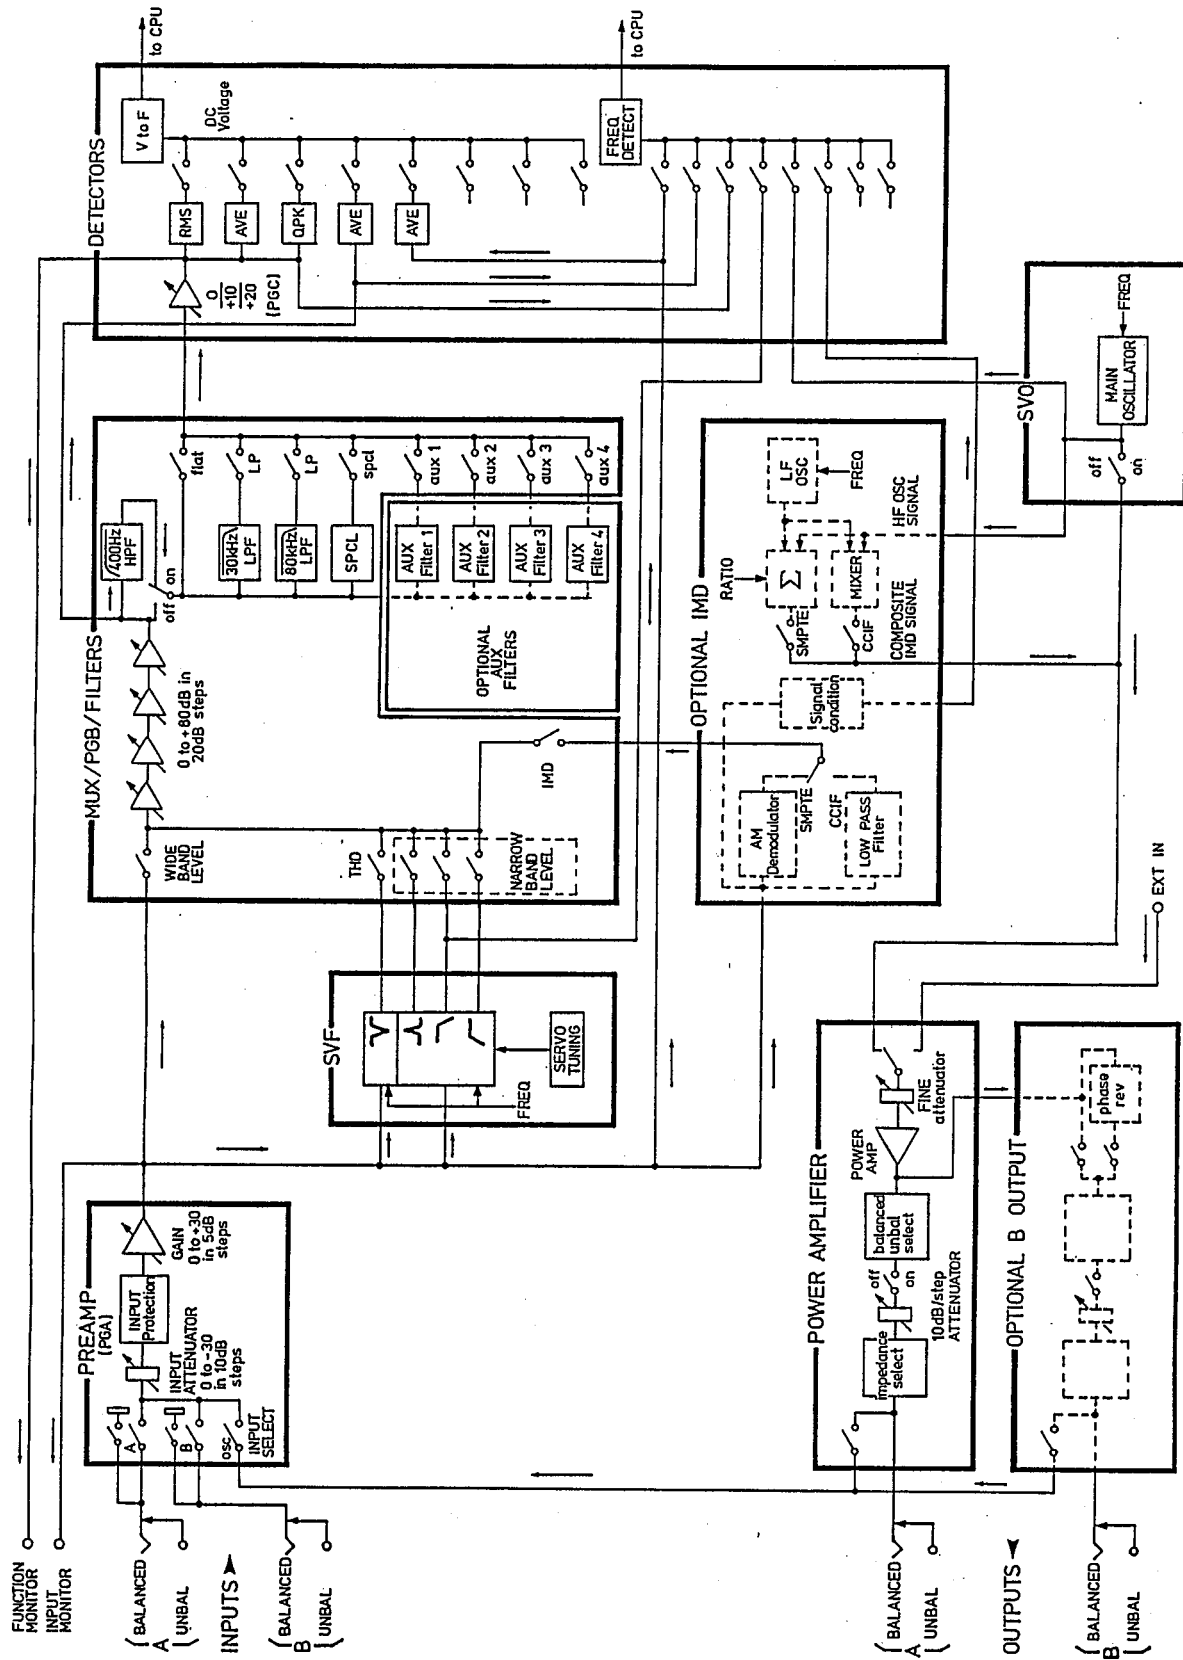 FUNCTION
MONITOR
INPUT
MONITOR
BALANCED
A
UNBAL
INPUTS
BALANCED
B
UNBAL
PREAMP
(PGA)
A
B
osc
INPUT
SELECT
INPUT
ATTENUATOR
0 to -30
in 10dB
steps
INPUT
Protection
GAIN
0 to +30
in 5dB
steps
SVF
FREQ
SERVO
TUNING
MUX/PGB/FILTERS
WIDE
BAND
LEVEL
THD
NARROW
BAND
LEVEL
IMD
0 to +80dB in
20dB steps
400Hz
HPF
off
on
30kHz
LPF
80kHz
LPF
SPCL
AUX
Filter 1
AUX
Filter 2
AUX
Filter 3
AUX
Filter 4
OPTIONAL
AUX
FILTERS
flat
LP
LP
spcl
aux 1
aux 2
aux 3
aux 4
DETECTORS
0
+10
+20
(PGC)
RMS
AVE
QPK
AVE
AVE
V to F
DC
Voltage
to CPU
FREQ
DETECT
to CPU
OPTIONAL IMD
AM
Demodulator
SMPTE
CCIF
LOW PASS
Filter
Signal
condition
RATIO
SMPTE
CCIF
Σ
MIXER
COMPOSITE
IMD SIGNAL
LF
OSC
FREQ
HF OSC
SIGNAL
SVO
off
on
MAIN
OSCILLATOR
FREQ
EXT IN
POWER AMPLIFIER
impedance
select
10dB/step
ATTENUATOR
off
on
balanced
unbal
select
POWER
AMP
FINE
attenuator
OPTIONAL B OUTPUT
phase
rev
BALANCED
A
UNBAL
OUTPUTS
BALANCED
B
UNBAL